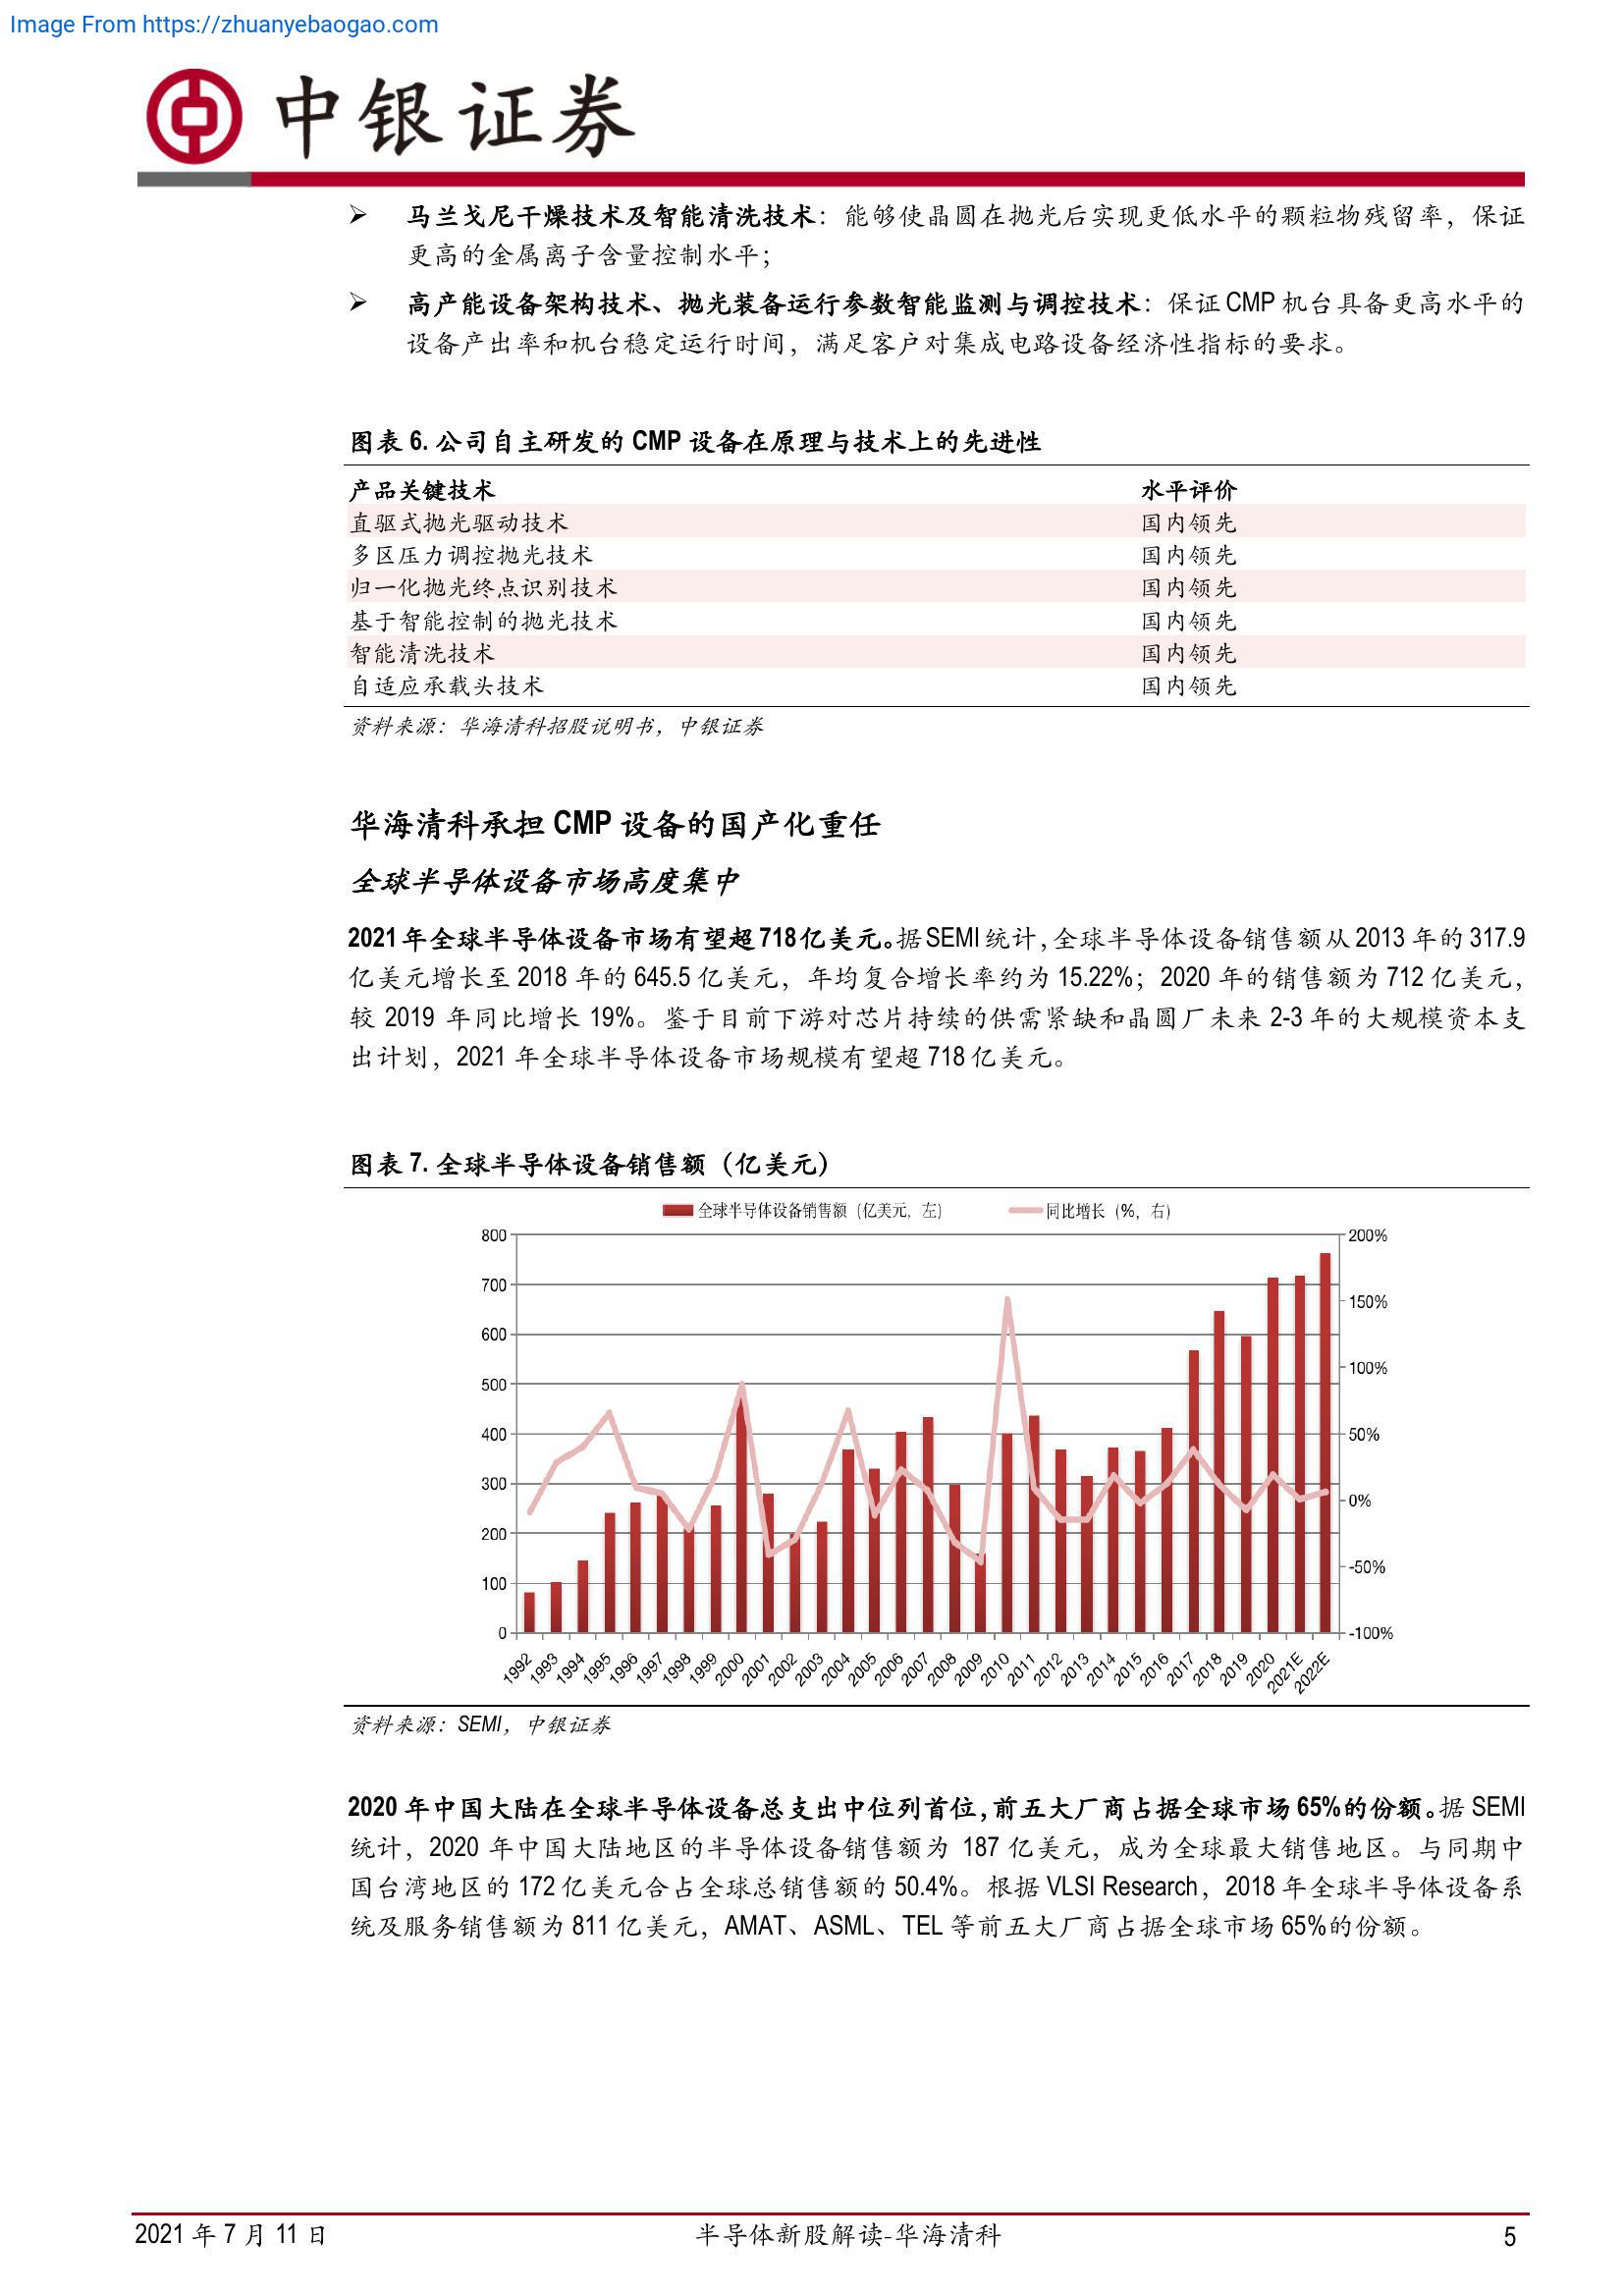 Image From https://zhuanyebaogao.com
中银证券
➢ 马兰戈尼干燥技术及智能清洗技术：能够使晶圆在抛光后实现更低水平的颗粒物残留率，保证
更高的金属离子含量控制水平；
➢ 高产能设备架构技术、抛光装备运行参数智能监测与调控技术：保证 CMP 机台具备更高水平的
设备产出率和机台稳定运行时间，满足客户对集成电路设备经济性指标的要求。
图表 6. 公司自主研发的 CMP 设备在原理与技术上的先进性
产品关键技术 水平评价
直驱式抛光驱动技术 国内领先
多区压力调控抛光技术 国内领先
归一化抛光终点识别技术 国内领先
基于智能控制的抛光技术 国内领先
智能清洗技术 国内领先
自适应承载头技术 国内领先
资料来源：华海清科招股说明书，中银证券
华海清科承担 CMP 设备的国产化重任
全球半导体设备市场高度集中
2021 年全球半导体设备市场有望超 718 亿美元。据 SEMI 统计，全球半导体设备销售额从 2013 年的 317.9
亿美元增长至 2018 年的 645.5 亿美元，年均复合增长率约为 15.22%；2020 年的销售额为 712 亿美元，
较 2019 年同比增长 19%。鉴于目前下游对芯片持续的供需紧缺和晶圆厂未来 2-3 年的大规模资本支
出计划，2021 年全球半导体设备市场规模有望超 718 亿美元。
图表 7. 全球半导体设备销售额（亿美元）
全球半导体设备销售额（亿美元，左） 同比增长（%，右）
800 200%
700
150%
600
100%
500
400 50%
300
0%
200
-50%
100
0 -100%
1992 1993 1994 1995 1996 1997 1998 1999 2000 2001 2002 2003 2004 2005 2006 2007 2008 2009 2010 2011 2012 2013 2014 2015 2016 2017 2018 2019 2020 2021E 2022E
资料来源：SEMI，中银证券
2020 年中国大陆在全球半导体设备总支出中位列首位，前五大厂商占据全球市场 65%的份额。据 SEMI
统计，2020 年中国大陆地区的半导体设备销售额为 187 亿美元，成为全球最大销售地区。与同期中
国台湾地区的 172 亿美元合占全球总销售额的 50.4%。根据 VLSI Research，2018 年全球半导体设备系
统及服务销售额为 811 亿美元，AMAT、ASML、TEL 等前五大厂商占据全球市场 65%的份额。
2021 年 7 月 11 日 半导体新股解读-华海清科 5